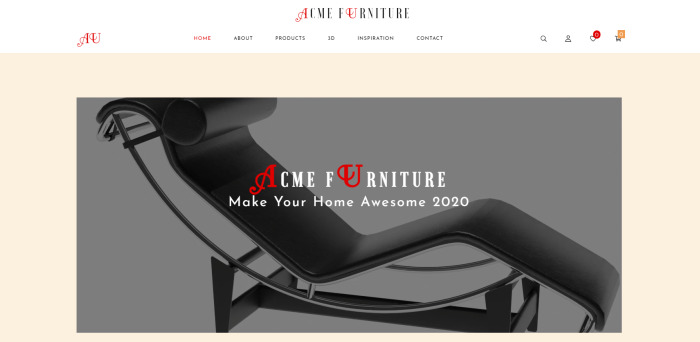 ACME FURNITURE
AU
HOME ABOUT PRODUCTS 3D INSPIRATION CONTACT
0 0
ACME FURNITURE
Make Your Home Awesome 2020